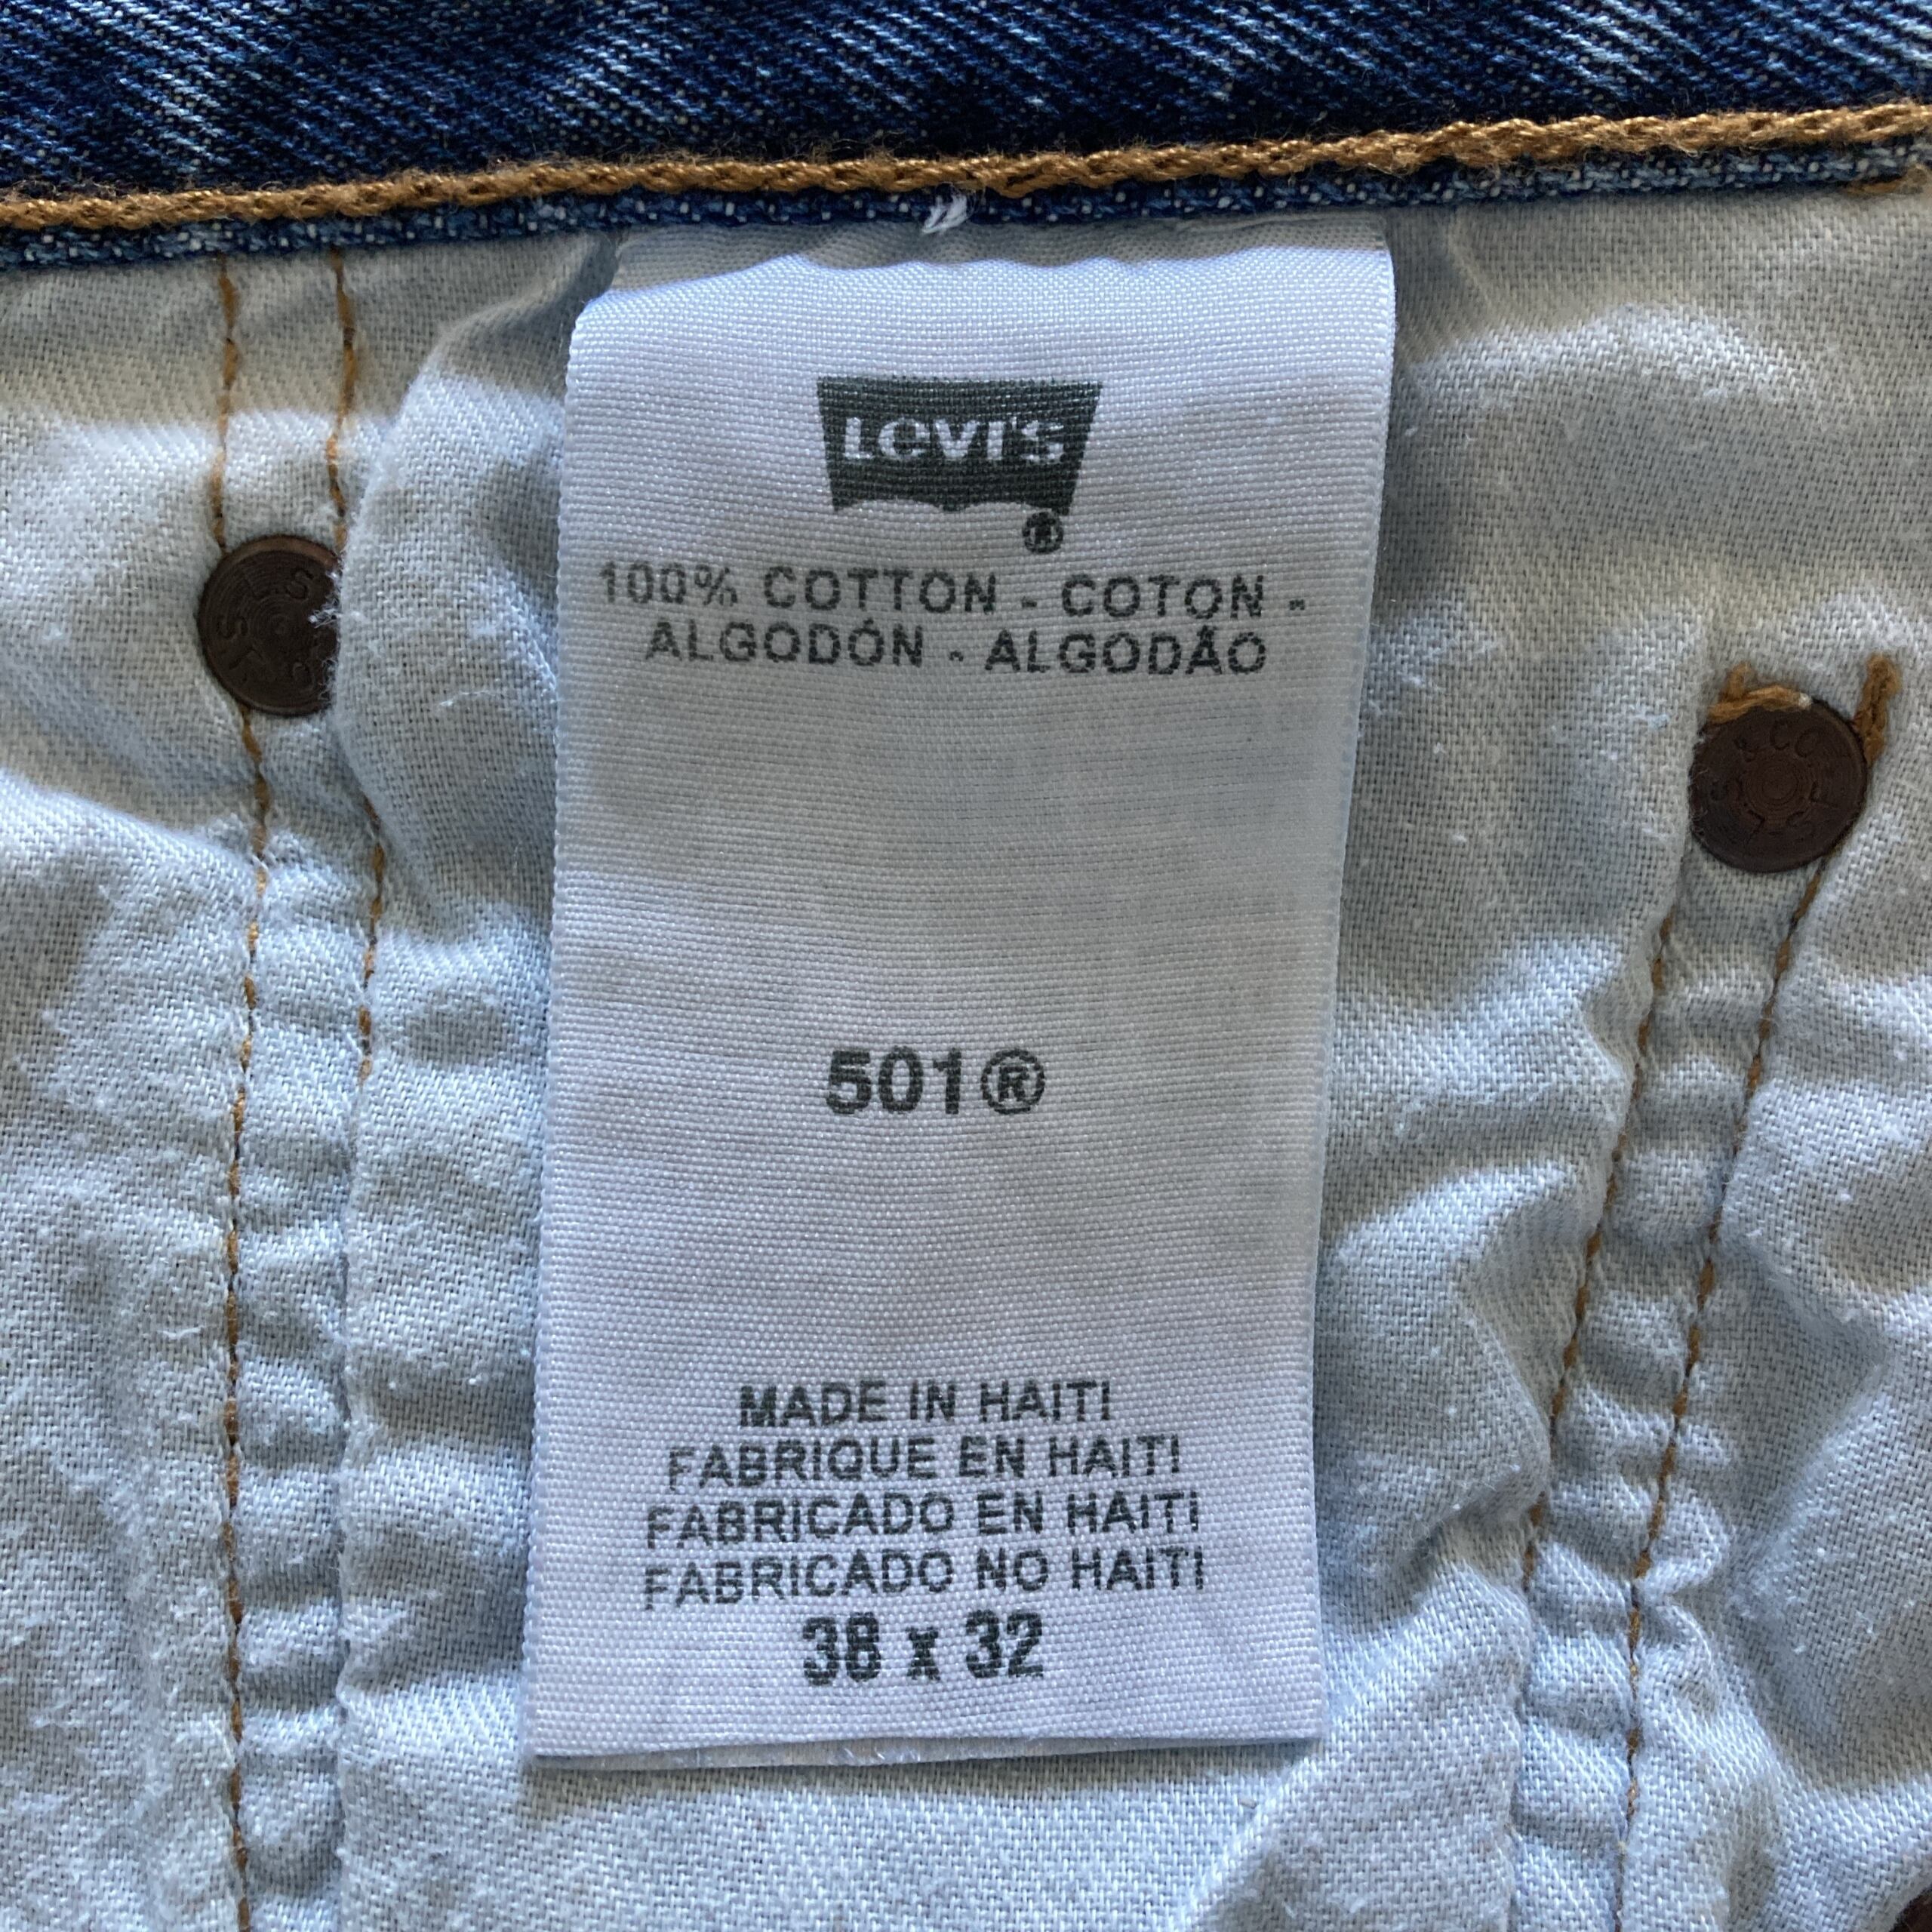 LEVI'S
®
100% COTTON - COTON -
ALGODÓN - ALGODÃO
501®
MADE IN HAITI
FABRIQUE EN HAITI
FABRICADO EN HAITI
FABRICADO NO HAITI
38 x 32